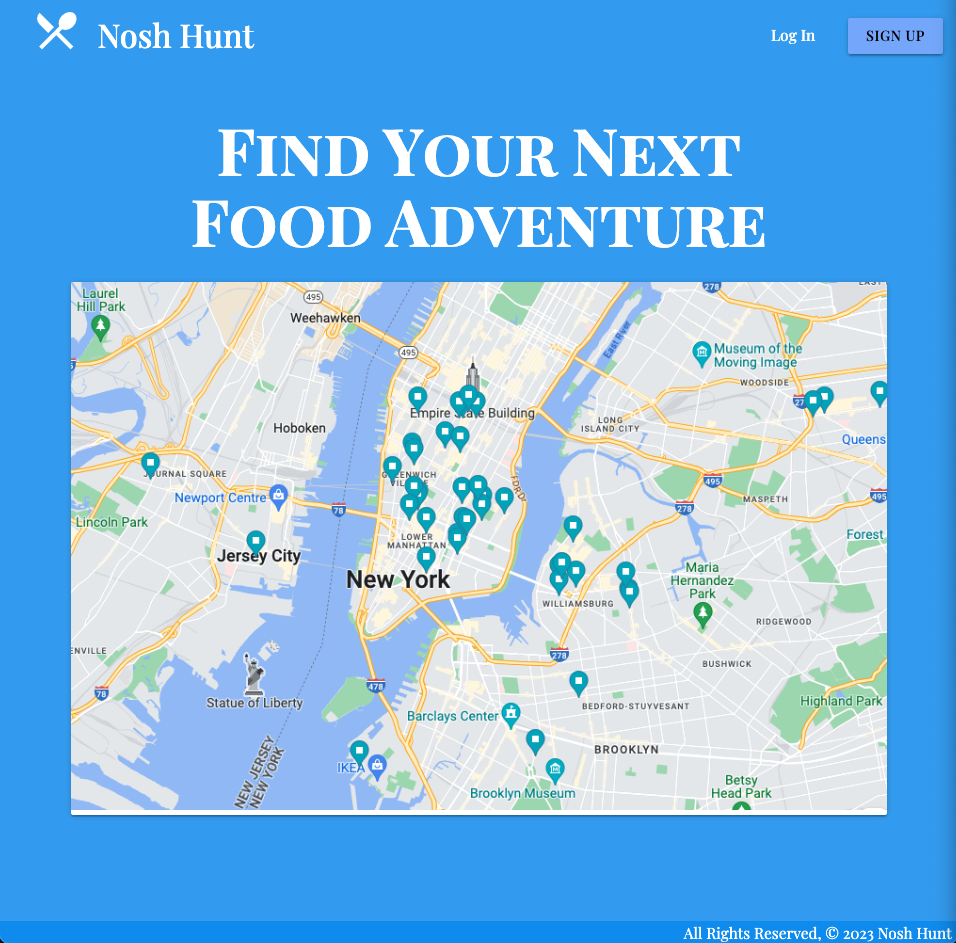 Nosh Hunt
Log In
SIGN UP
FIND YOUR NEXT
FOOD ADVENTURE
Laurel
Hill Park
495
Weehawken
278
495
East River
Museum of the
Moving Image
WOODSIDE
Empire State Building
LONG
ISLAND CITY
Hoboken
Queens
JOURNAL SQUARE
GREENWICH
VILLAGE
495
MASPETH
495
Newport Centre
78
278
Lincoln Park
Forest
LOWER
MANHATTAN
Jersey City
New York
Maria
Hernandez
Park
WILLIAMSBURG
RIDGEWOOD
ENVILLE
278
BUSHWICK
78
478
Statue of Liberty
Highland Park
BEDFORD-STUYVESANT
Barclays Center
NEW JERSEY
NEW YORK
BROOKLYN
IKEA
Brooklyn Museum
Betsy
Head Park
All Rights Reserved, © 2023 Nosh Hunt